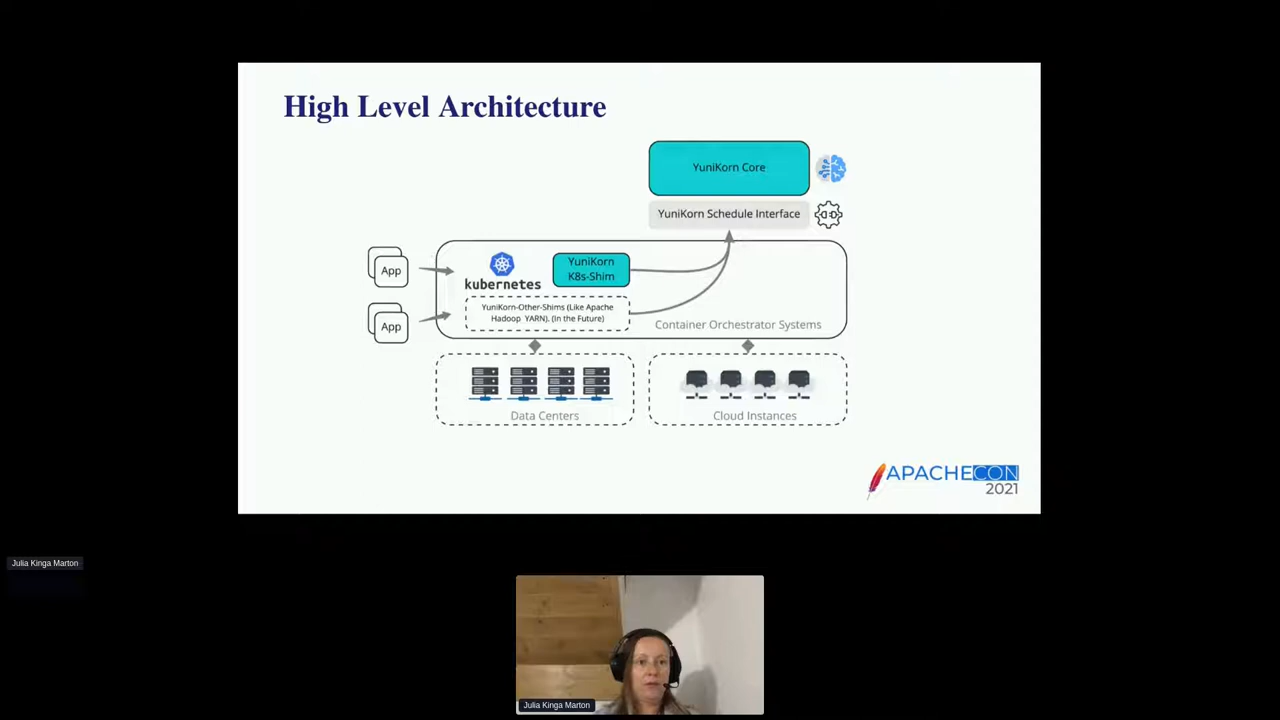 High Level Architecture
YuniKorn Core
YuniKorn Schedule Interface
App
kubernetes
YuniKorn
K8s-Shim
App
YuniKorn-Other-Shims (Like Apache
Hadoop YARN). (In the Future)
Container Orchestrator Systems
Data Centers
Cloud Instances
APACHECON
2021
Julia Kinga Marton
Julia Kinga Marton